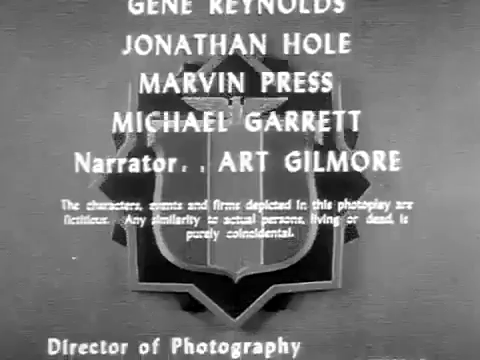 GENE REYNOLDS
JONATHAN HOLE
MARVIN PRESS
MICHAEL GARRETT
Narrator . . ART GILMORE
The characters, events and firms depicted in this photoplay are
fictitious. Any similarity to actual persons, living or dead, is
purely coincidental.
Director of Photography